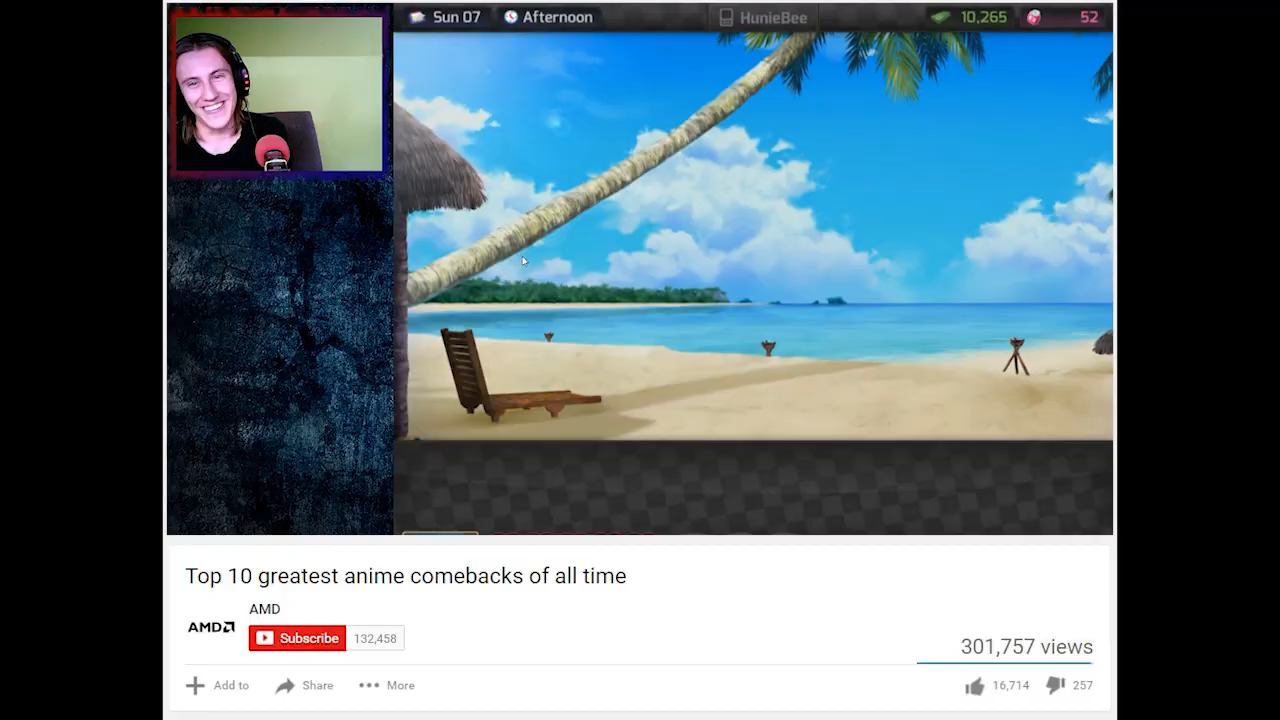 Sun 07 Afternoon HunieBee 10,265 52
Top 10 greatest anime comebacks of all time
AMD
AMD
Subscribe 132,458
301,757 views
Add to Share More 16,714 257